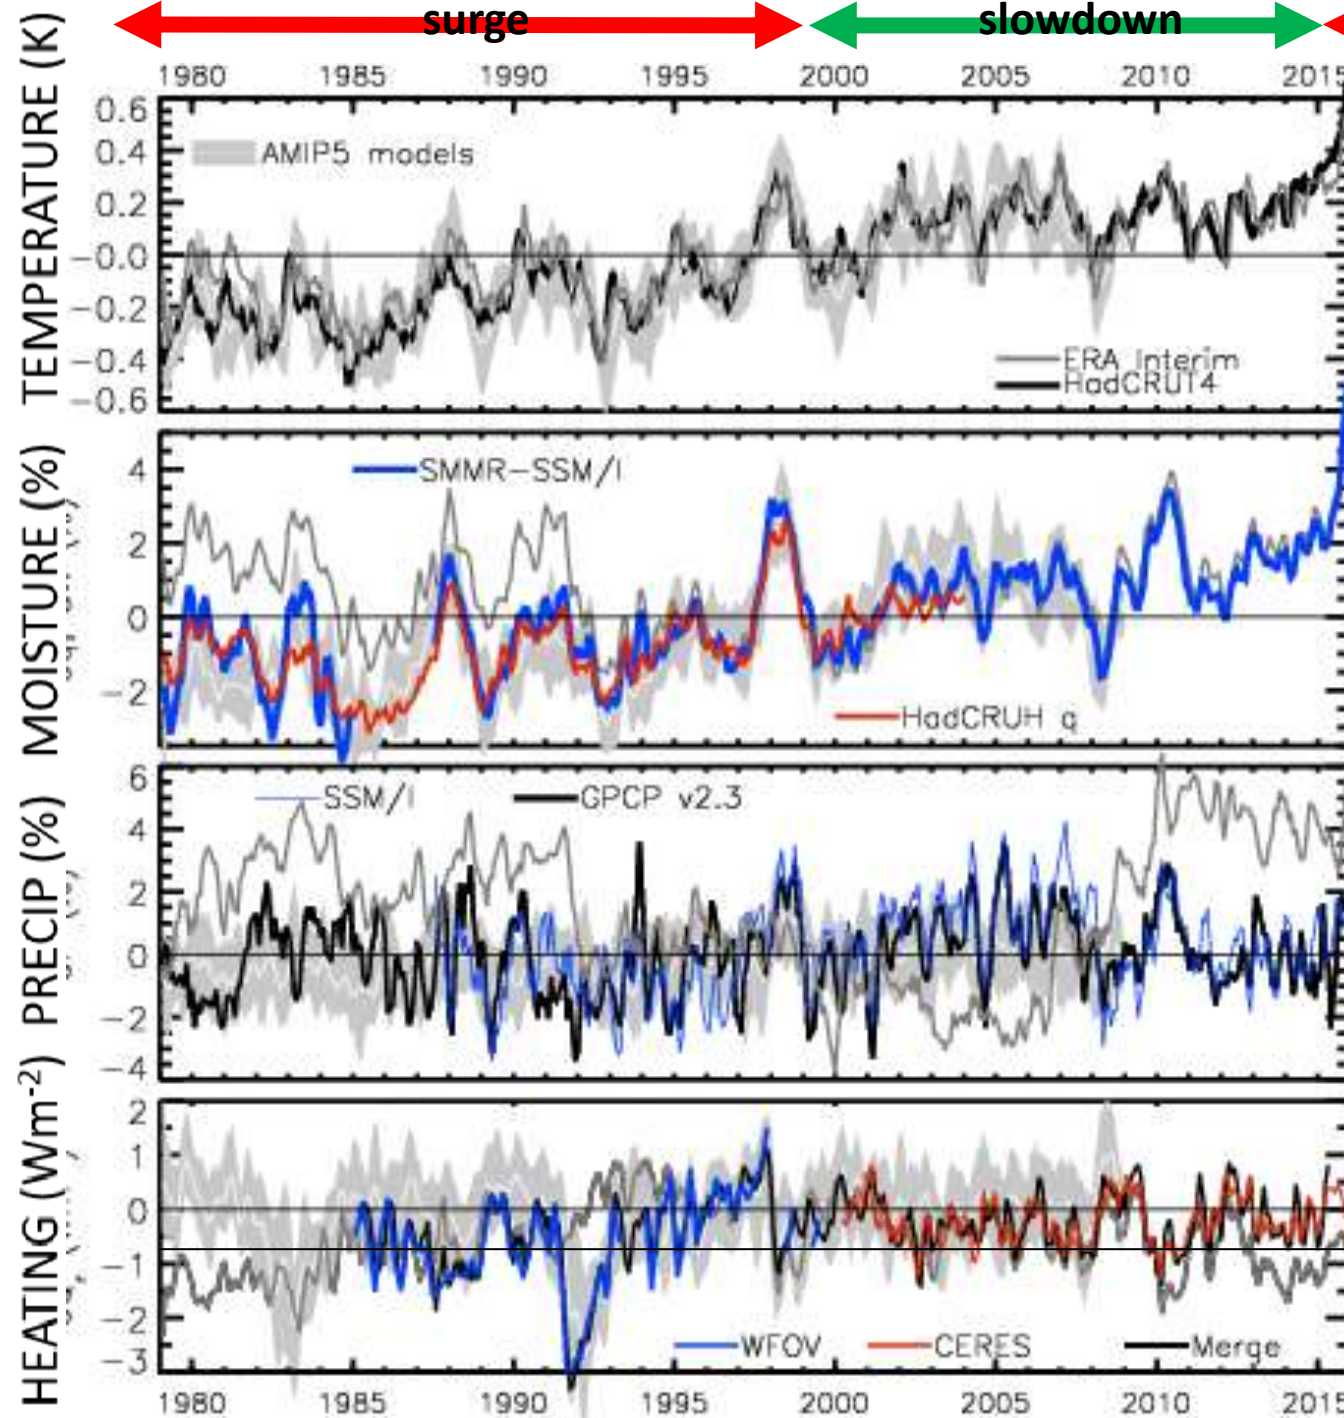 surge slowdown
1980 1985 1990 1995 2000 2005 2010 2015
TEMPERATURE (K)
0.6
0.4
0.2
−0.0
−0.2
−0.4
−0.6
AMIP5 models
ERA Interim
HadCRUT4
MOISTURE (%)
4
2
0
−2
SMMR−SSM/I
HadCRUH q
PRECIP (%)
6
4
2
0
−2
−4
SSM/I GPCP v2.3
HEATING (Wm-2)
2
1
0
−1
−2
−3
WFOV CERES Merge
1980 1985 1990 1995 2000 2005 2010 201